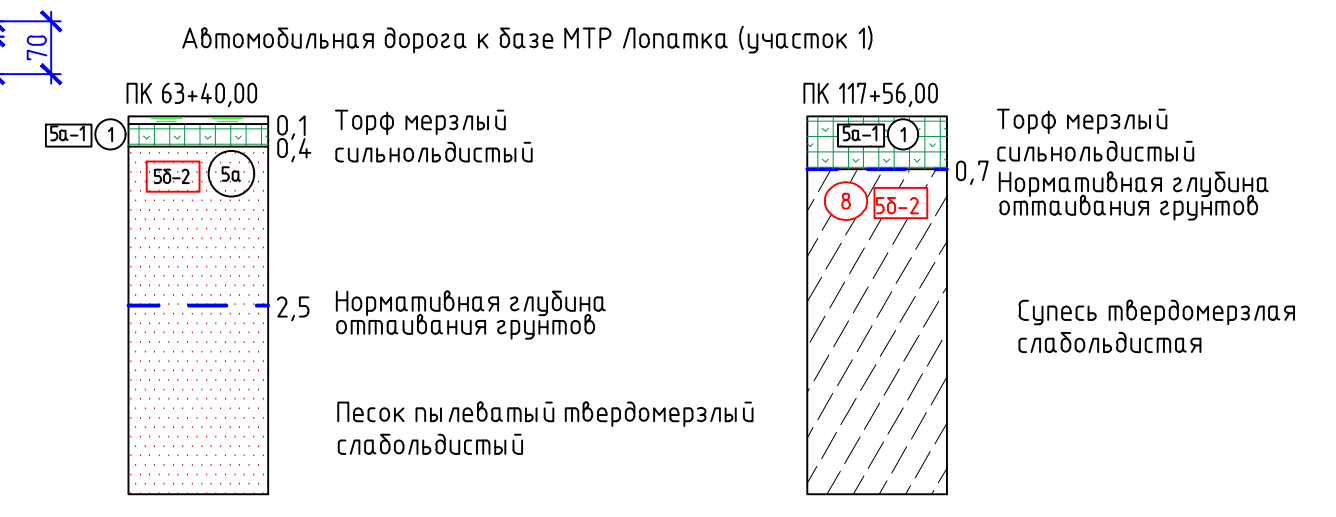 70
Автомобильная дорога к базе МТР Лопатка (участок 1)
ПК 63+40,00
5а-1 1
0,1
0,4
Торф мерзлый
сильнольдистый
5б-2 5а
2,5
Нормативная глубина
оттаивания грунтов
Песок пылеватый твердомерзлый
слабольдистый
ПК 117+56,00
5а-1 1
Торф мерзлый
сильнольдистый
0,7
Нормативная глубина
оттаивания грунтов
8 5б-2
Супесь твердомерзлая
слабольдистая